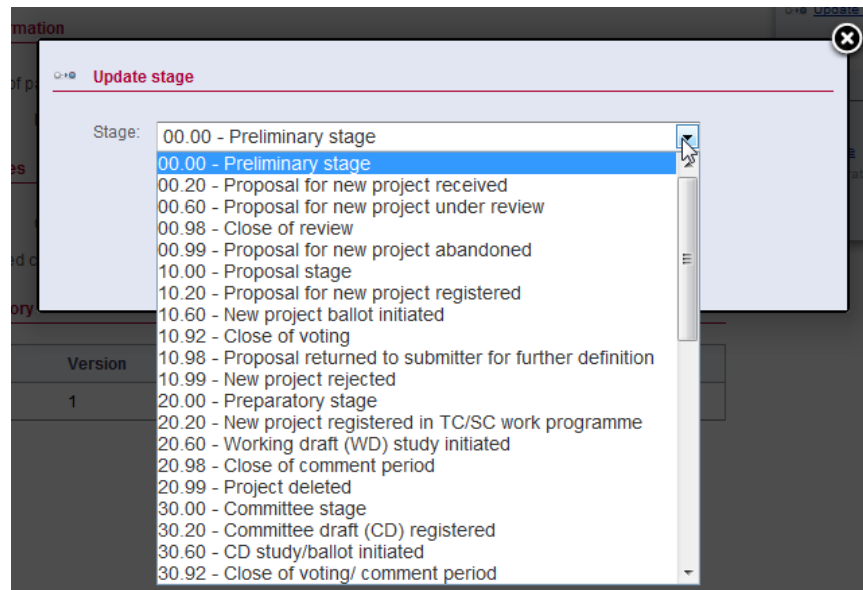 Update
mation
Update stage
of p
Stage:
00.00 - Preliminary stage
00.00 - Preliminary stage
es
00.20 - Proposal for new project received
00.60 - Proposal for new project under review
00.98 - Close of review
00.99 - Proposal for new project abandoned
ed c
10.00 - Proposal stage
10.20 - Proposal for new project registered
ory
10.60 - New project ballot initiated
10.92 - Close of voting
10.98 - Proposal returned to submitter for further definition
Version
10.99 - New project rejected
1
20.00 - Preparatory stage
20.20 - New project registered in TC/SC work programme
20.60 - Working draft (WD) study initiated
20.98 - Close of comment period
20.99 - Project deleted
30.00 - Committee stage
30.20 - Committee draft (CD) registered
30.60 - CD study/ballot initiated
30.92 - Close of voting/ comment period